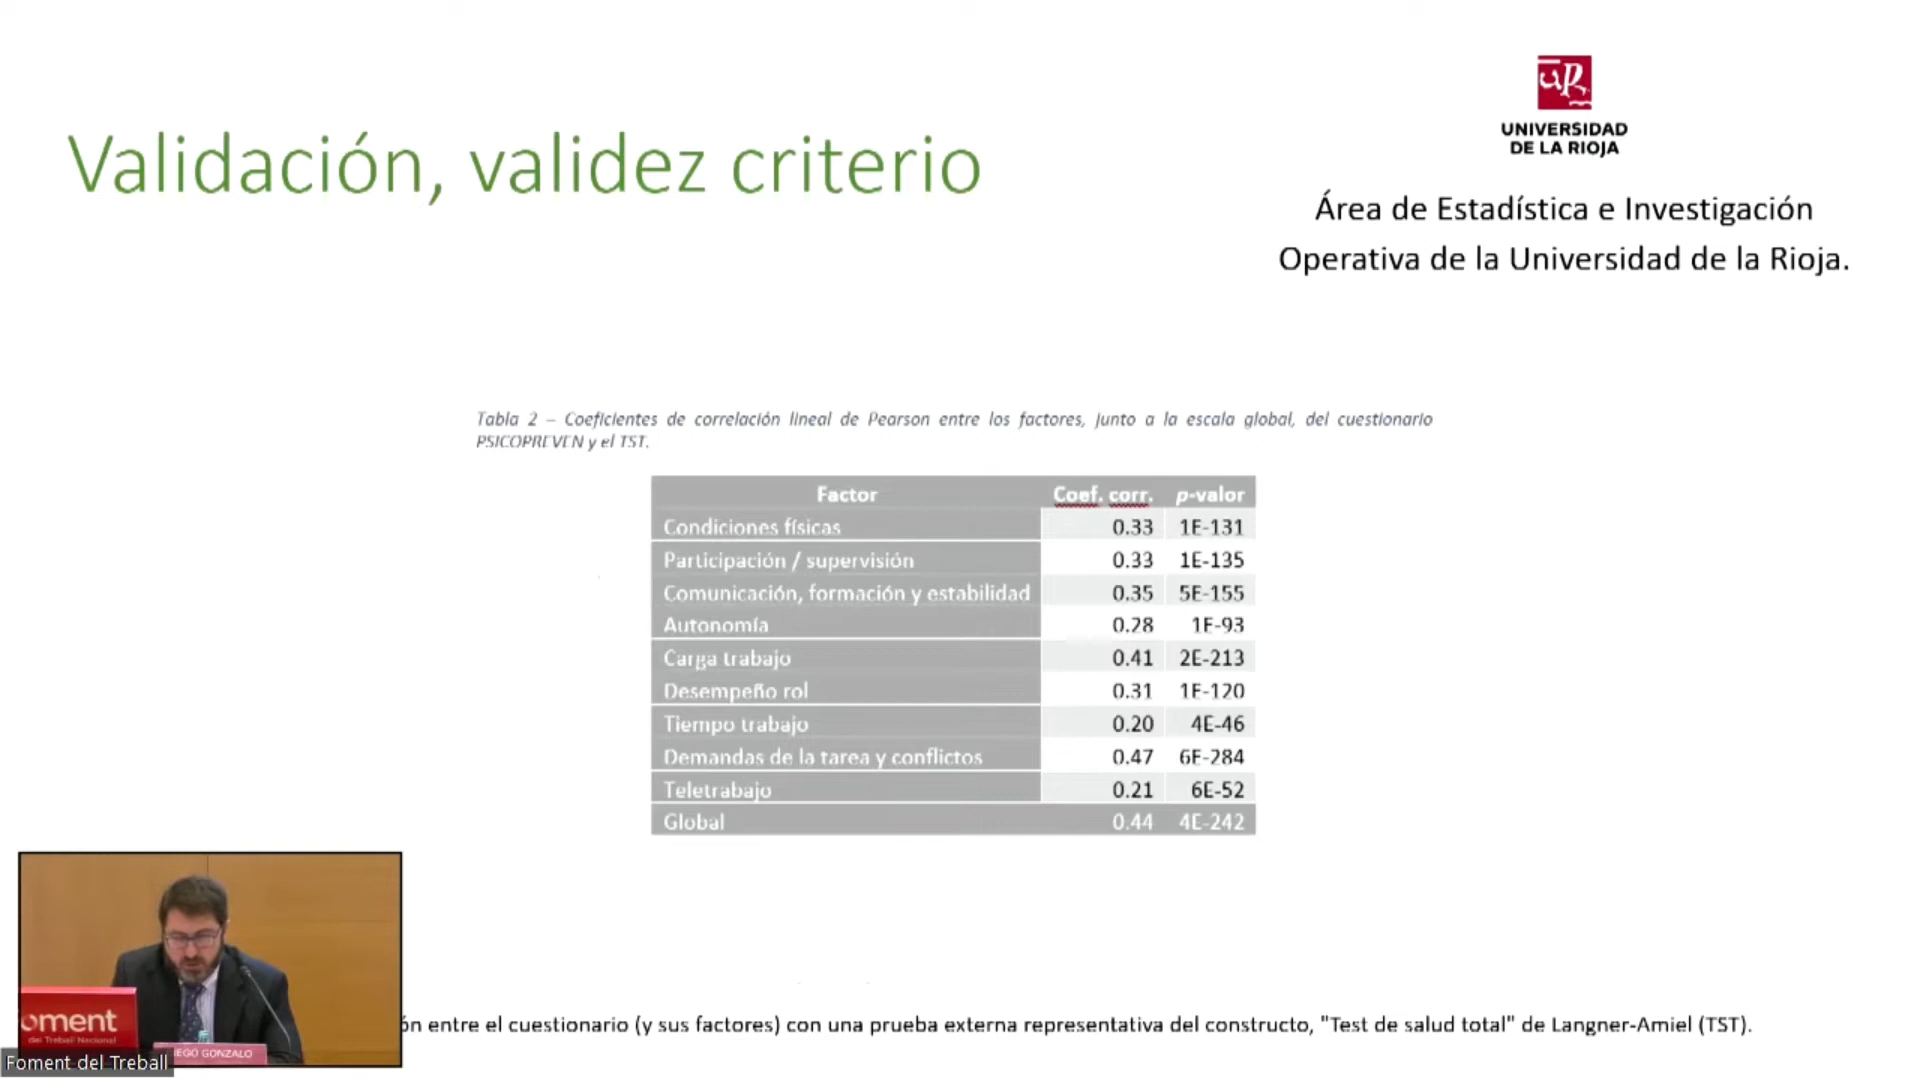 Validación, validez criterio
UNIVERSIDAD
DE LA RIOJA
Área de Estadística e Investigación
Operativa de la Universidad de la Rioja.
Tabla 2 – Coeficientes de correlación lineal de Pearson entre los factores, junto a la escala global, del cuestionario
PSICOPREVEN y el TST.
Factor Coef. corr. p-valor
Condiciones físicas 0.33 1E-131
Participación / supervisión 0.33 1E-135
Comunicación, formación y estabilidad 0.35 5E-155
Autonomía 0.28 1E-93
Carga trabajo 0.41 2E-213
Desempeño rol 0.31 1E-120
Tiempo trabajo 0.20 4E-46
Demandas de la tarea y conflictos 0.47 6E-284
Teletrabajo 0.21 6E-52
Global 0.44 4E-242
ón entre el cuestionario (y sus factores) con una prueba externa representativa del constructo, "Test de salud total" de Langner-Amiel (TST).
oment
del Treball Nacional
IEGO GONZALO
Foment del Treball